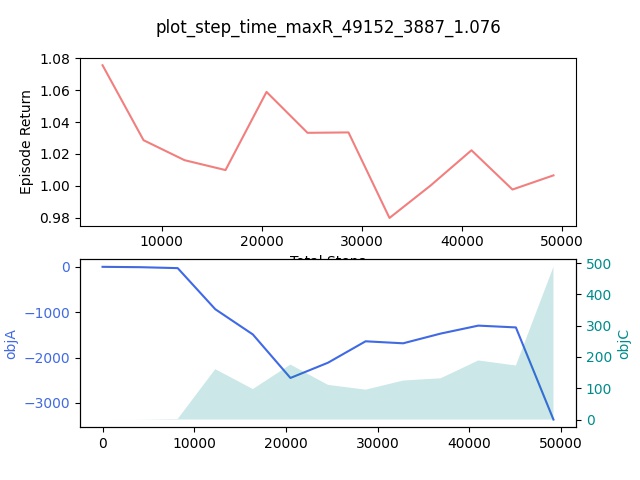 plot_step_time_maxR_49152_3887_1.076
1.08
1.06
1.04
1.02
1.00
0.98
Episode Return
10000 20000 30000 40000 50000
Total Steps
0
−1000
−2000
−3000
objA
500
400
300
200
100
0
objC
0 10000 20000 30000 40000 50000